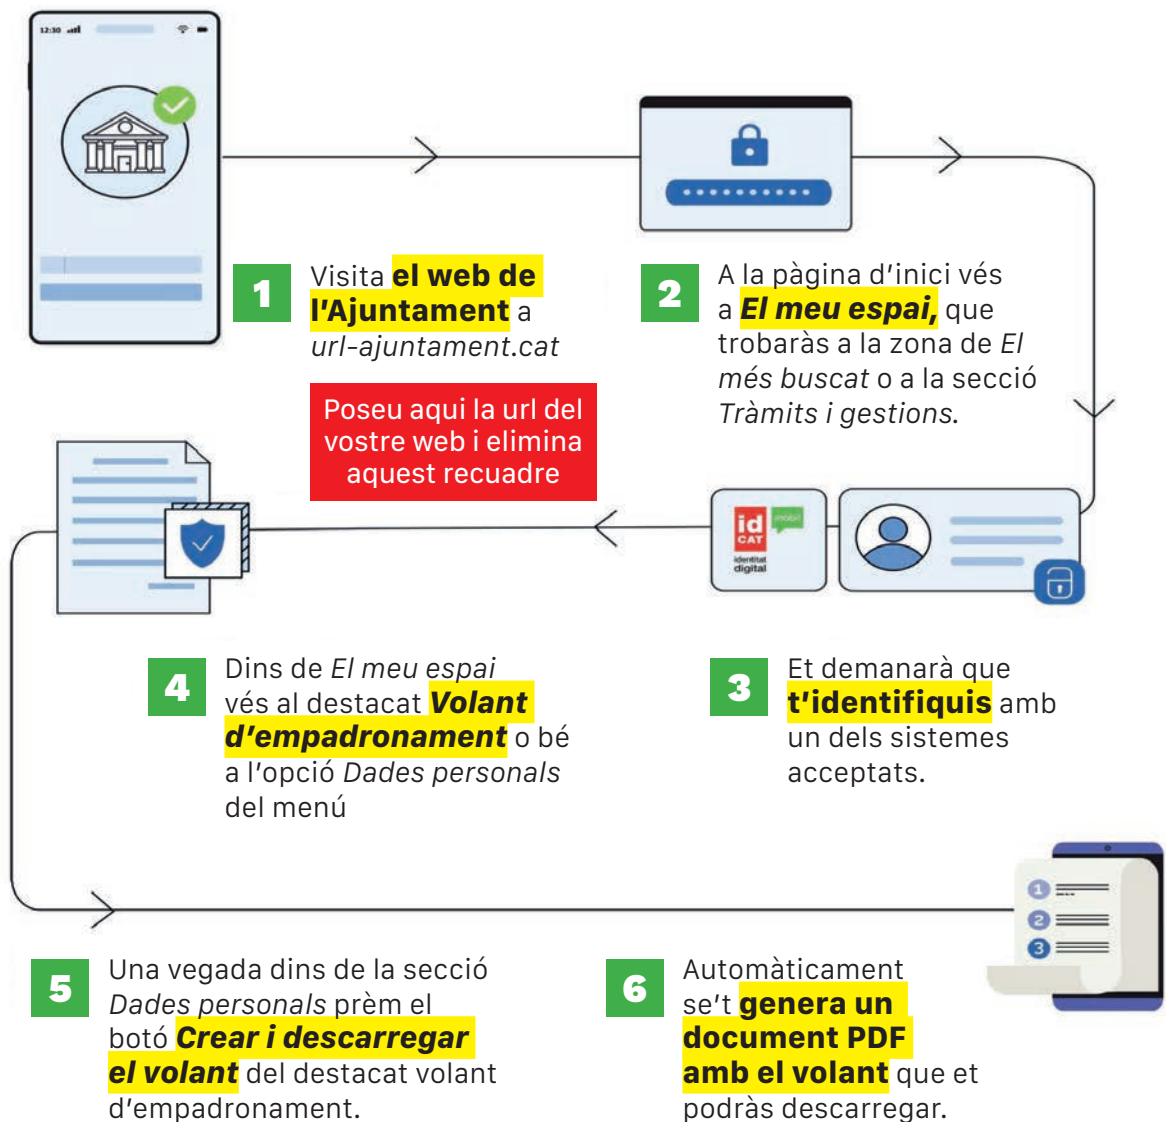 12:30
1
Visita el web de
l'Ajuntament a
url-ajuntament.cat
Poseu aqui la url del
vostre web i elimina
aquest recuadre
2
A la pàgina d'inici vés
a El meu espai, que
trobaràs a la zona de El
més buscat o a la secció
Tràmits i gestions.
id
CAT
mòbil
identitat
digital
3
Et demanarà que
t'identifiquis amb
un dels sistemes
acceptats.
4
Dins de El meu espai
vés al destacat Volant
d'empadronament o bé
a l'opció Dades personals
del menú
1
2
3
5
Una vegada dins de la secció
Dades personals prèm el
botó Crear i descarregar
el volant del destacat volant
d'empadronament.
6
Automàticament
se't genera un
document PDF
amb el volant que et
podràs descarregar.